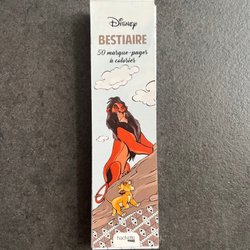 Disney
BESTIAIRE
50 marque-pages
à colorier
hachette